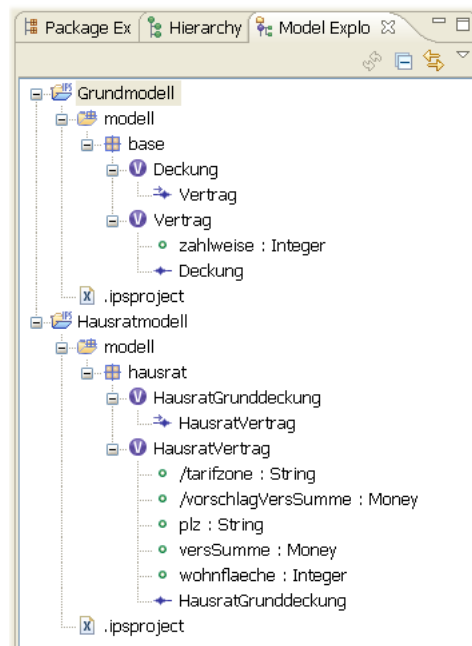 Package Ex Hierarchy Model Explo
Grundmodell
modell
base
Deckung
Vertrag
Vertrag
zahlweise : Integer
Deckung
.ipsproject
Hausratmodell
modell
hausrat
HausratGrunddeckung
HausratVertrag
HausratVertrag
/tarifzone : String
/vorschlagVersSumme : Money
plz : String
versSumme : Money
wohnflaeche : Integer
HausratGrunddeckung
.ipsproject